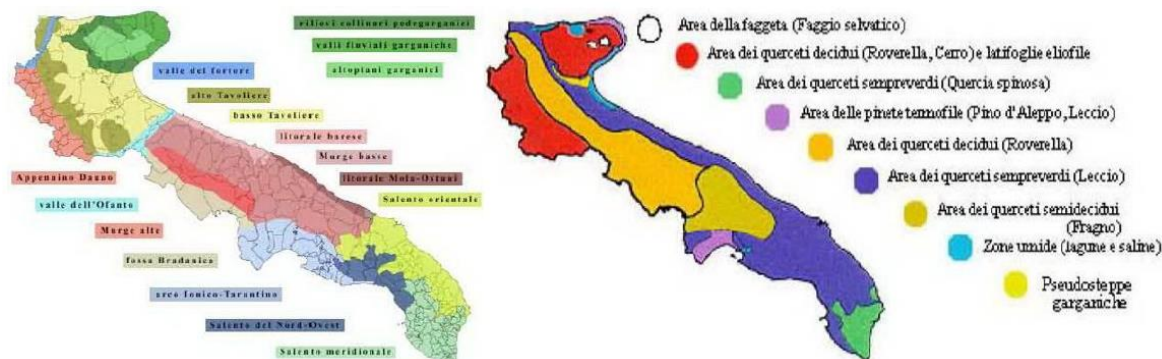 rilievi collinari pedegarganici
valli fluviali garganiche
altopiani garganici
valle del fortore
alto Tavoliere
basso Tavoliere
litorale barese
Murge basse
litorale Mola-Ostuni
Salento orientale
Appennino Dauno
valle dell'Ofanto
Murge alte
fossa Bradanica
arco Ionico-Tarantino
Salento del Nord-Ovest
Salento meridionale
Area della faggeta (Faggio selvatico)
Area dei querceti decidui (Roverella, Cerro) e latifoglie eliofile
Area dei querceti sempreverdi (Quercia spinosa)
Area delle pinete termofile (Pino d'Aleppo, Leccio)
Area dei querceti decidui (Roverella)
Area dei querceti sempreverdi (Leccio)
Area dei querceti semidecidui
(Fragno)
Zone umide (lagune e saline)
Pseudosteppe
garganiche